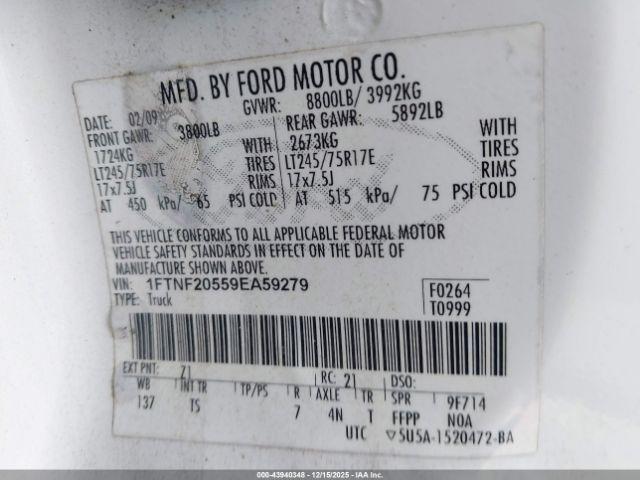 MFD. BY FORD MOTOR CO.
DATE: 02/09 GVWR: 8800LB/ 3992KG
FRONT GAWR: 3800LB REAR GAWR: 5892LB
1724KG WITH 2673KG WITH
LT245/75R17E TIRES LT245/75R17E TIRES
17x7.5J RIMS 17x7.5J RIMS
AT 450 kPa/ 65 PSI COLD AT 515 kPa/ 75 PSI COLD
THIS VEHICLE CONFORMS TO ALL APPLICABLE FEDERAL MOTOR
VEHICLE SAFETY STANDARDS IN EFFECT ON THE DATE OF
MANUFACTURE SHOWN ABOVE.
VIN: 1FTNF20559EA59279 F0264
TYPE: Truck T0999
EXT PNT: Z1 RC: 21 DSO:
WB INT TR TP/PS R AXLE TR SPR 9F714
137 TS 7 4N T FFPP N0A
UTC ▽5U5A-1520472-BA
000-43940348 - 12/15/2025 - COPYRIGHT IAA, LLC.